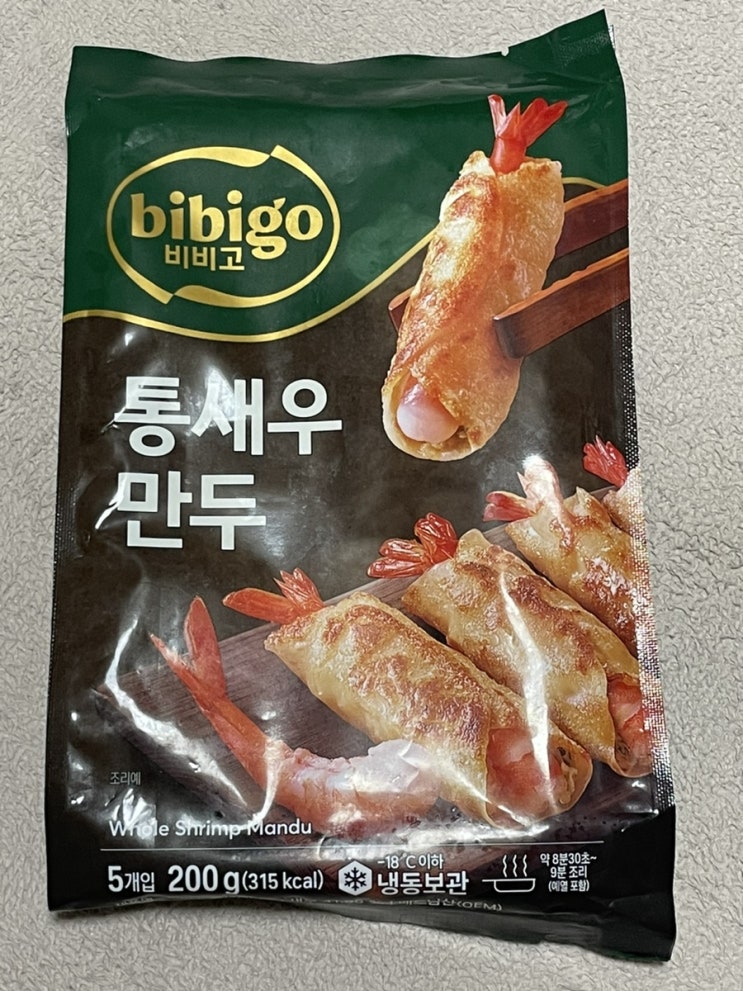 bibigo
비비고
통새우
만두
조리예
Whole Shrimp Mandu
5개입 200 g(315 kcal)
-18℃ 이하
냉동보관
약 8분30초~
9분 조리
(예열 포함)